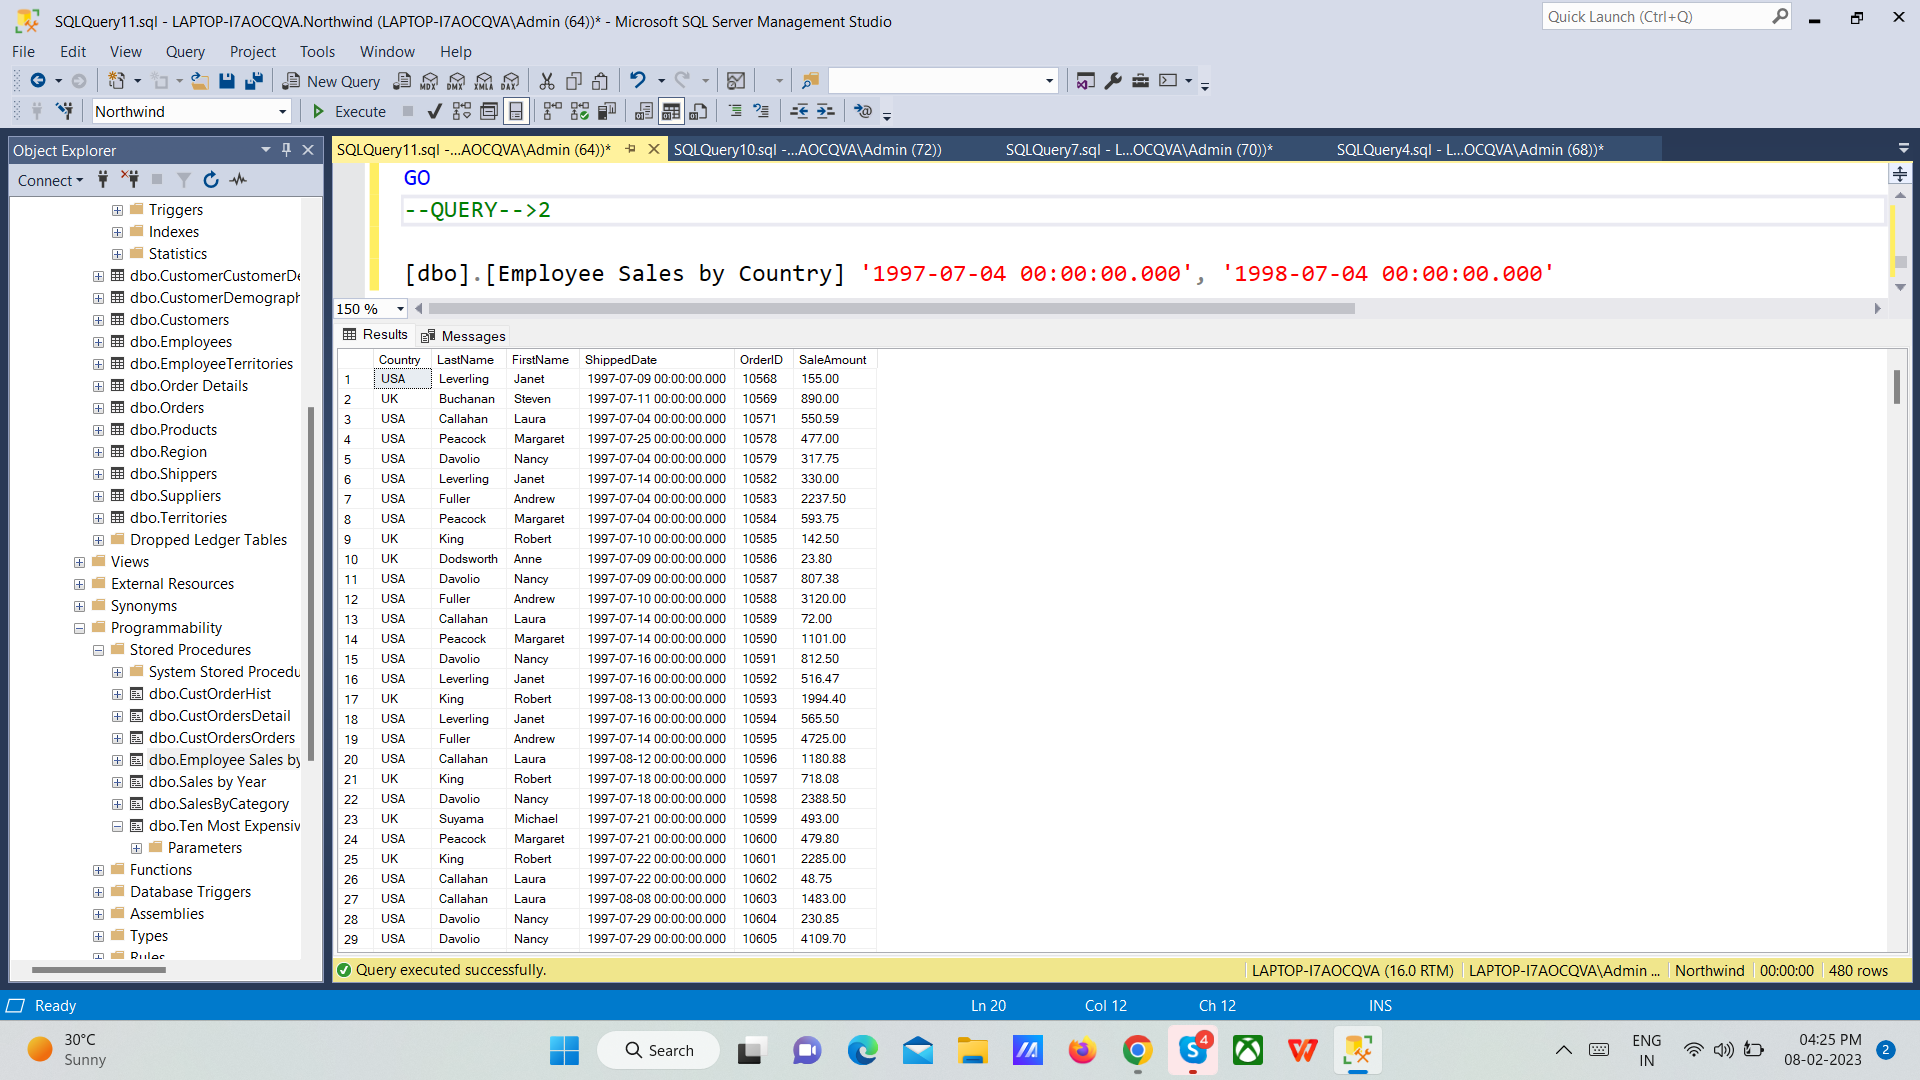 SQLQuery11.sql - LAPTOP-I7AOCQVA.Northwind (LAPTOP-I7AOCQVA\Admin (64))* - Microsoft SQL Server Management Studio
Quick Launch (Ctrl+Q)
File Edit View Query Project Tools Window Help
New Query MDX DMX XMLA DAX
Northwind Execute
Object Explorer
SQLQuery11.sql -...AOCQVA\Admin (64))* SQLQuery10.sql -...AOCQVA\Admin (72)) SQLQuery7.sql - L...OCQVA\Admin (70))* SQLQuery4.sql - L...OCQVA\Admin (68))*
Connect
Triggers
Indexes
Statistics
dbo.CustomerCustomerDe
dbo.CustomerDemograph
dbo.Customers
dbo.Employees
dbo.EmployeeTerritories
dbo.Order Details
dbo.Orders
dbo.Products
dbo.Region
dbo.Shippers
dbo.Suppliers
dbo.Territories
Dropped Ledger Tables
Views
External Resources
Synonyms
Programmability
Stored Procedures
System Stored Procedu
dbo.CustOrderHist
dbo.CustOrdersDetail
dbo.CustOrdersOrders
dbo.Employee Sales by
dbo.Sales by Year
dbo.SalesByCategory
dbo.Ten Most Expensiv
Parameters
Functions
Database Triggers
Assemblies
Types
Rules
GO
--QUERY-->2
[dbo].[Employee Sales by Country] '1997-07-04 00:00:00.000', '1998-07-04 00:00:00.000'
150 %
Results Messages
Country LastName FirstName ShippedDate OrderID SaleAmount
1 USA Leverling Janet 1997-07-09 00:00:00.000 10568 155.00
2 UK Buchanan Steven 1997-07-11 00:00:00.000 10569 890.00
3 USA Callahan Laura 1997-07-04 00:00:00.000 10571 550.59
4 USA Peacock Margaret 1997-07-25 00:00:00.000 10578 477.00
5 USA Davolio Nancy 1997-07-04 00:00:00.000 10579 317.75
6 USA Leverling Janet 1997-07-14 00:00:00.000 10582 330.00
7 USA Fuller Andrew 1997-07-04 00:00:00.000 10583 2237.50
8 USA Peacock Margaret 1997-07-04 00:00:00.000 10584 593.75
9 UK King Robert 1997-07-10 00:00:00.000 10585 142.50
10 UK Dodsworth Anne 1997-07-09 00:00:00.000 10586 23.80
11 USA Davolio Nancy 1997-07-09 00:00:00.000 10587 807.38
12 USA Fuller Andrew 1997-07-10 00:00:00.000 10588 3120.00
13 USA Callahan Laura 1997-07-14 00:00:00.000 10589 72.00
14 USA Peacock Margaret 1997-07-14 00:00:00.000 10590 1101.00
15 USA Davolio Nancy 1997-07-16 00:00:00.000 10591 812.50
16 USA Leverling Janet 1997-07-16 00:00:00.000 10592 516.47
17 UK King Robert 1997-08-13 00:00:00.000 10593 1994.40
18 USA Leverling Janet 1997-07-16 00:00:00.000 10594 565.50
19 USA Fuller Andrew 1997-07-14 00:00:00.000 10595 4725.00
20 USA Callahan Laura 1997-08-12 00:00:00.000 10596 1180.88
21 UK King Robert 1997-07-18 00:00:00.000 10597 718.08
22 USA Davolio Nancy 1997-07-18 00:00:00.000 10598 2388.50
23 UK Suyama Michael 1997-07-21 00:00:00.000 10599 493.00
24 USA Peacock Margaret 1997-07-21 00:00:00.000 10600 479.80
25 UK King Robert 1997-07-22 00:00:00.000 10601 2285.00
26 USA Callahan Laura 1997-07-22 00:00:00.000 10602 48.75
27 USA Callahan Laura 1997-08-08 00:00:00.000 10603 1483.00
28 USA Davolio Nancy 1997-07-29 00:00:00.000 10604 230.85
29 USA Davolio Nancy 1997-07-29 00:00:00.000 10605 4109.70
Query executed successfully. LAPTOP-I7AOCQVA (16.0 RTM) LAPTOP-I7AOCQVA\Admin ... Northwind 00:00:00 480 rows
Ready Ln 20 Col 12 Ch 12 INS
30°C
Sunny
Search
4
ENG
IN
04:25 PM
08-02-2023
2